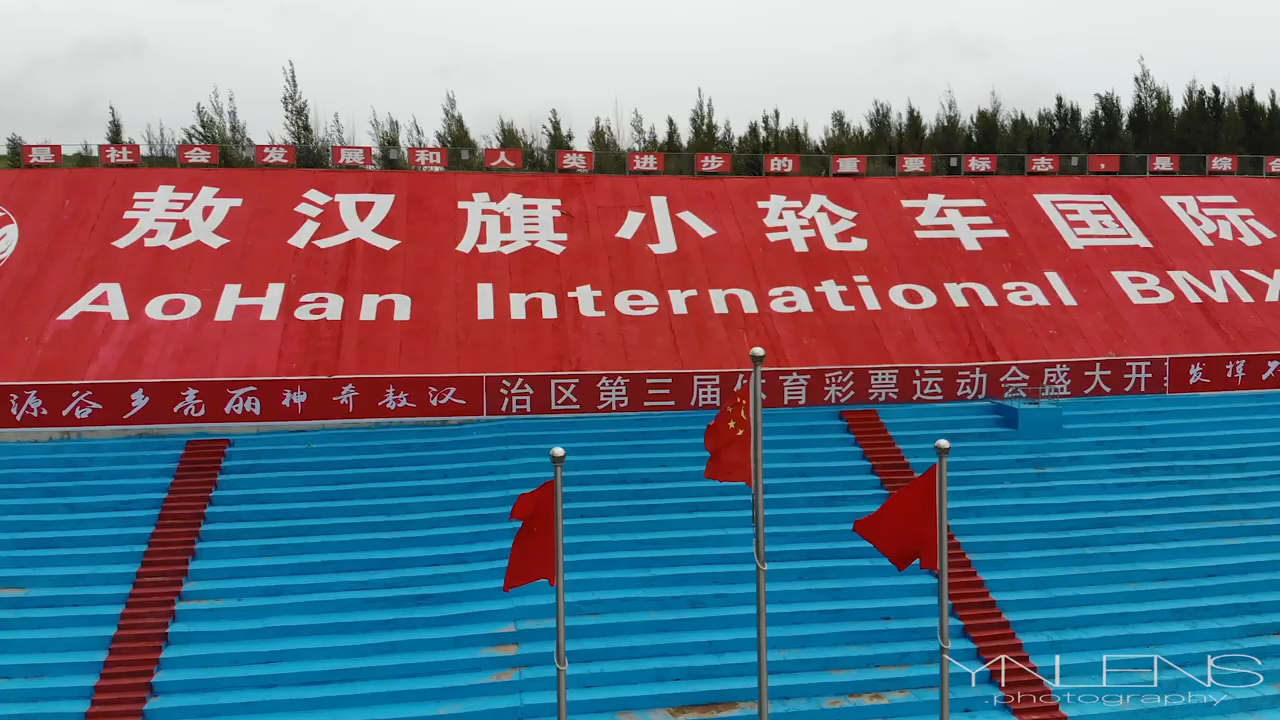 是社会发展和人类进步的重要标志，是综合
敖汉旗小轮车国际
AoHan International BMX
源谷乡亮丽神奔敖汉
治区第三届体育彩票运动会盛大开
发挥
YNLENS
.photography